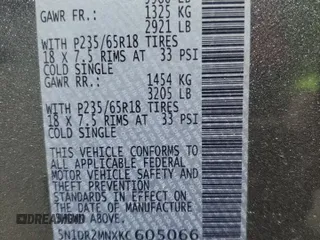 GAWR FR.: 1325 KG
2921 LB
WITH P235/65R18 TIRES
18 X 7.5 RIMS AT 33 PSI
COLD SINGLE
GAWR RR.: 1454 KG
3205 LB
WITH P235/65R18 TIRES
18 X 7.5 RIMS AT 33 PSI
COLD SINGLE
THIS VEHICLE CONFORMS TO
ALL APPLICABLE FEDERAL
MOTOR VEHICLE SAFETY AND
THEFT PREVENTION STANDARDS
IN EFFECT ON THE DATE
OF MANUFACTURE
ABOVE.
605066